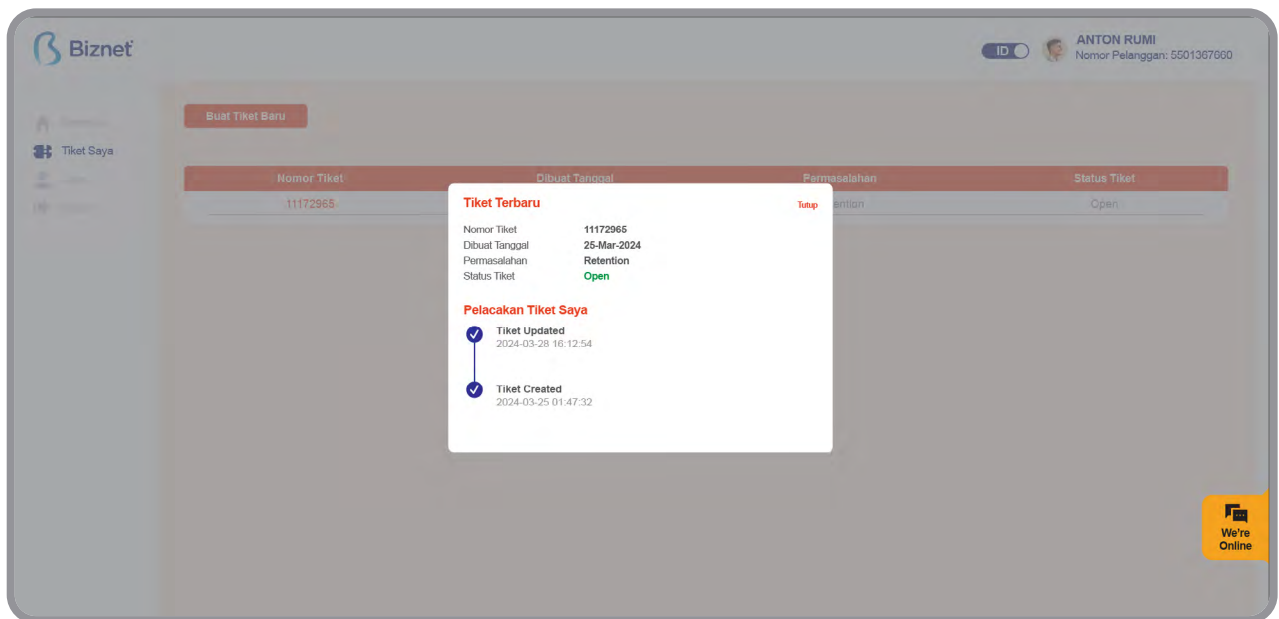 Biznet
ID
ANTON RUMI
Nomor Pelanggan: 5501367060
Buat Tiket Baru
Tiket Saya
Nomor Tiket Dibuat Tanggal Permasalahan Status Tiket
11172965 Open
Tiket Terbaru Tutup
Nomor Tiket 11172965
Dibuat Tanggal 25-Mar-2024
Permasalahan Retention
Status Tiket Open
Pelacakan Tiket Saya
Tiket Updated
2024-03-28 16:12:54
Tiket Created
2024-03-25 01:47:32
We're
Online